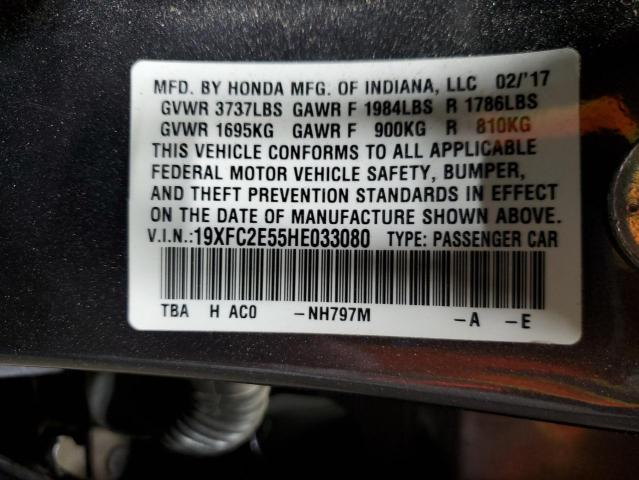 MFD. BY HONDA MFG. OF INDIANA, LLC 02/'17
GVWR 3737LBS GAWR F 1984LBS R 1786LBS
GVWR 1695KG GAWR F 900KG R 810KG
THIS VEHICLE CONFORMS TO ALL APPLICABLE
FEDERAL MOTOR VEHICLE SAFETY, BUMPER,
AND THEFT PREVENTION STANDARDS IN EFFECT
ON THE DATE OF MANUFACTURE SHOWN ABOVE.
V.I.N.:19XFC2E55HE033080 TYPE: PASSENGER CAR
TBA H AC0 -NH797M -A -E